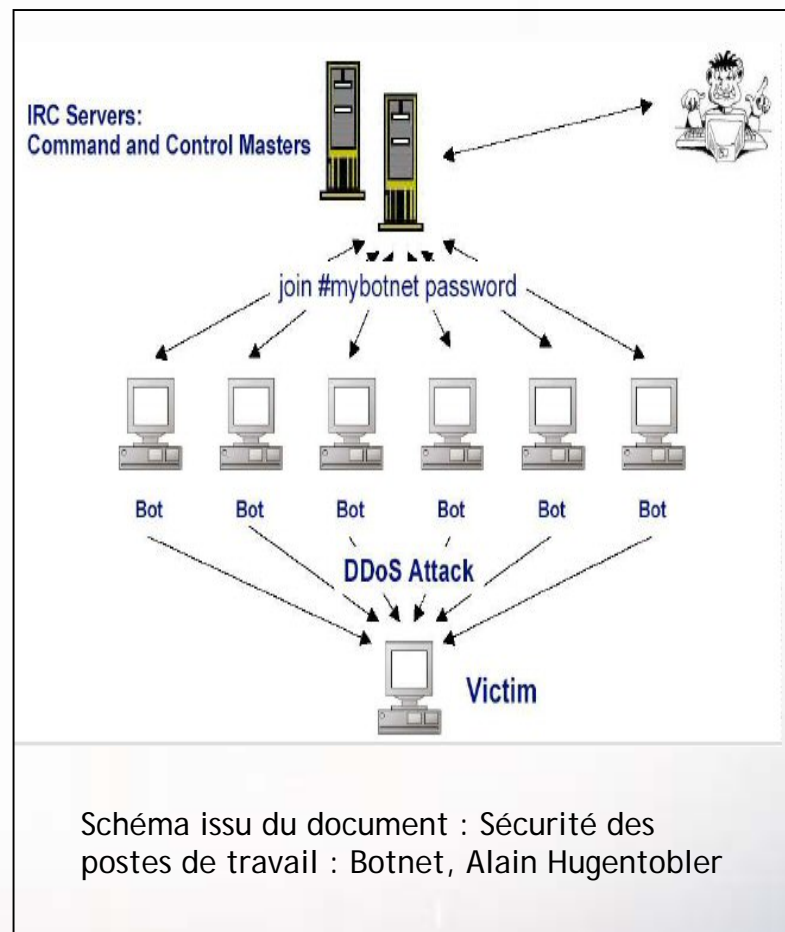 IRC Servers:
Command and Control Masters
join #mybotnet password
Bot Bot Bot Bot Bot Bot
DDoS Attack
Victim
Schéma issu du document : Sécurité des
postes de travail : Botnet, Alain Hugentobler